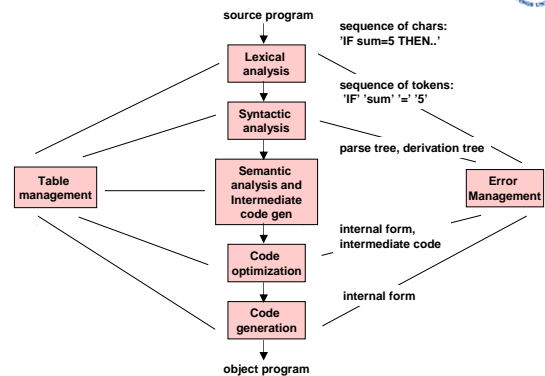 source program
sequence of chars:
'IF sum=5 THEN..'
Lexical
analysis
sequence of tokens:
'IF' 'sum' '=' '5'
Syntactic
analysis
parse tree, derivation tree
Table
management
Semantic
analysis and
Intermediate
code gen
Error
Management
internal form,
intermediate code
Code
optimization
internal form
Code
generation
object program